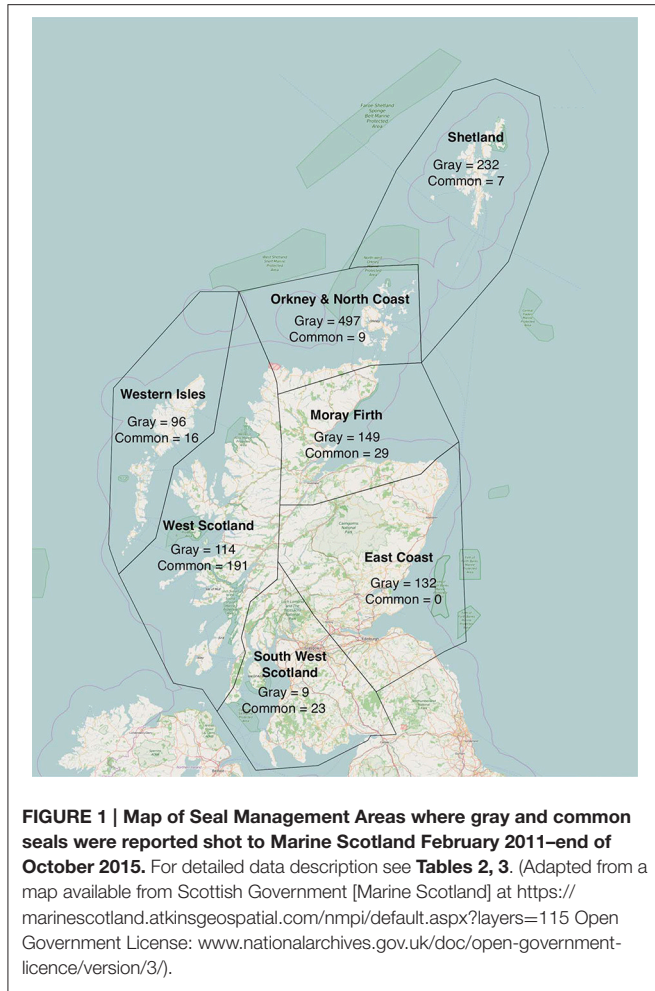 Shetland
Gray = 232
Common = 7
Orkney & North Coast
Gray = 497
Common = 9
Western Isles
Gray = 96
Common = 16
Moray Firth
Gray = 149
Common = 29
West Scotland
Gray = 114
Common = 191
East Coast
Gray = 132
Common = 0
South West
Scotland
Gray = 9
Common = 23
FIGURE 1 | Map of Seal Management Areas where gray and common
seals were reported shot to Marine Scotland February 2011–end of
October 2015. For detailed data description see Tables 2, 3. (Adapted from a
map available from Scottish Government [Marine Scotland] at https://
marinescotland.atkinsgeospatial.com/nmpi/default.aspx?layers=115 Open
Government License: www.nationalarchives.gov.uk/doc/open-government-
licence/version/3/).